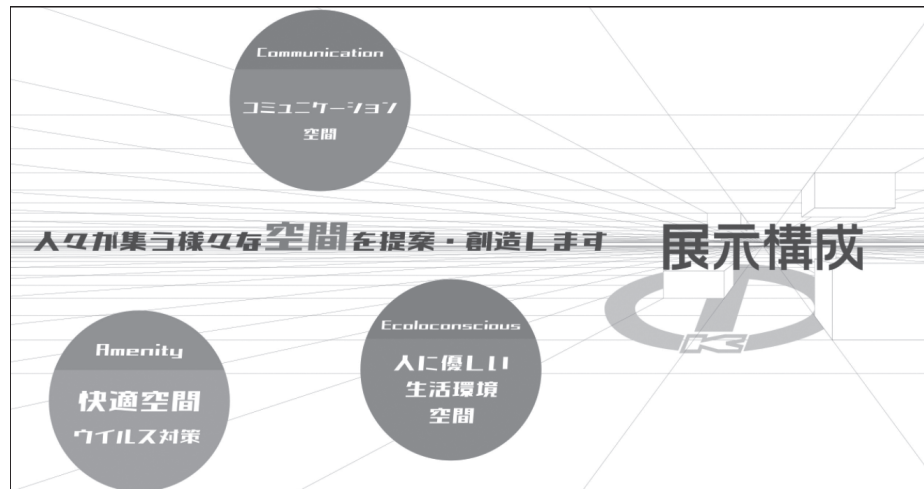 Communication
コミュニケーション
空間
人々が集う様々な空間を提案・創造します
展示構成
Amenity
快適空間
ウイルス対策
Ecoloconscious
人に優しい
生活環境
空間
K